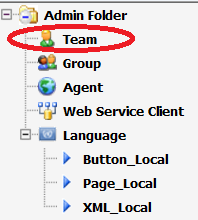 Admin Folder
Team
Group
Agent
Web Service Client
Language
Button_Local
Page_Local
XML_Local